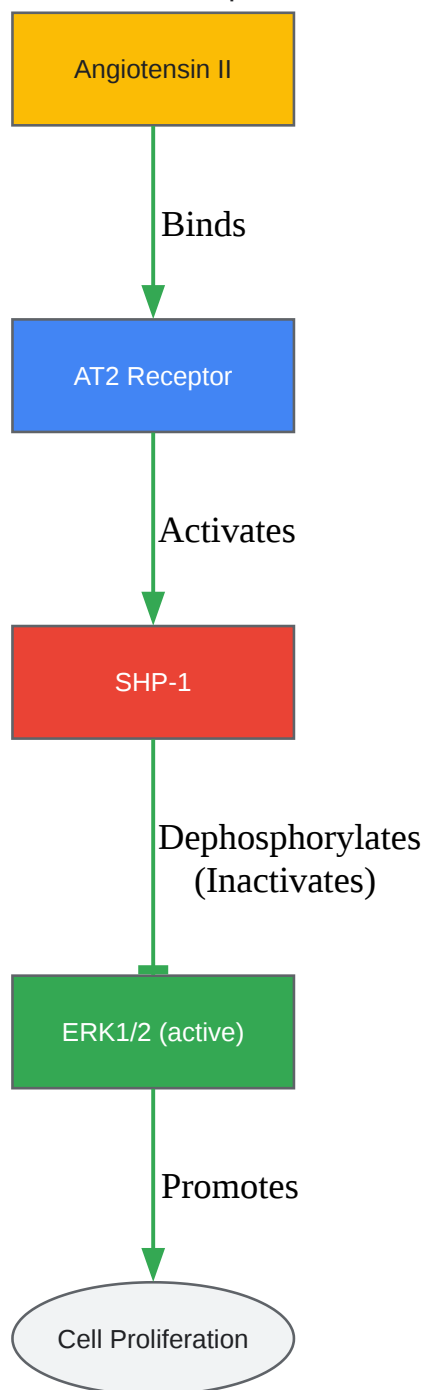 Angiotensin II
Binds
AT2 Receptor
Activates
SHP-1
Dephosphorylates
(Inactivates)
ERK1/2 (active)
Promotes
Cell Proliferation